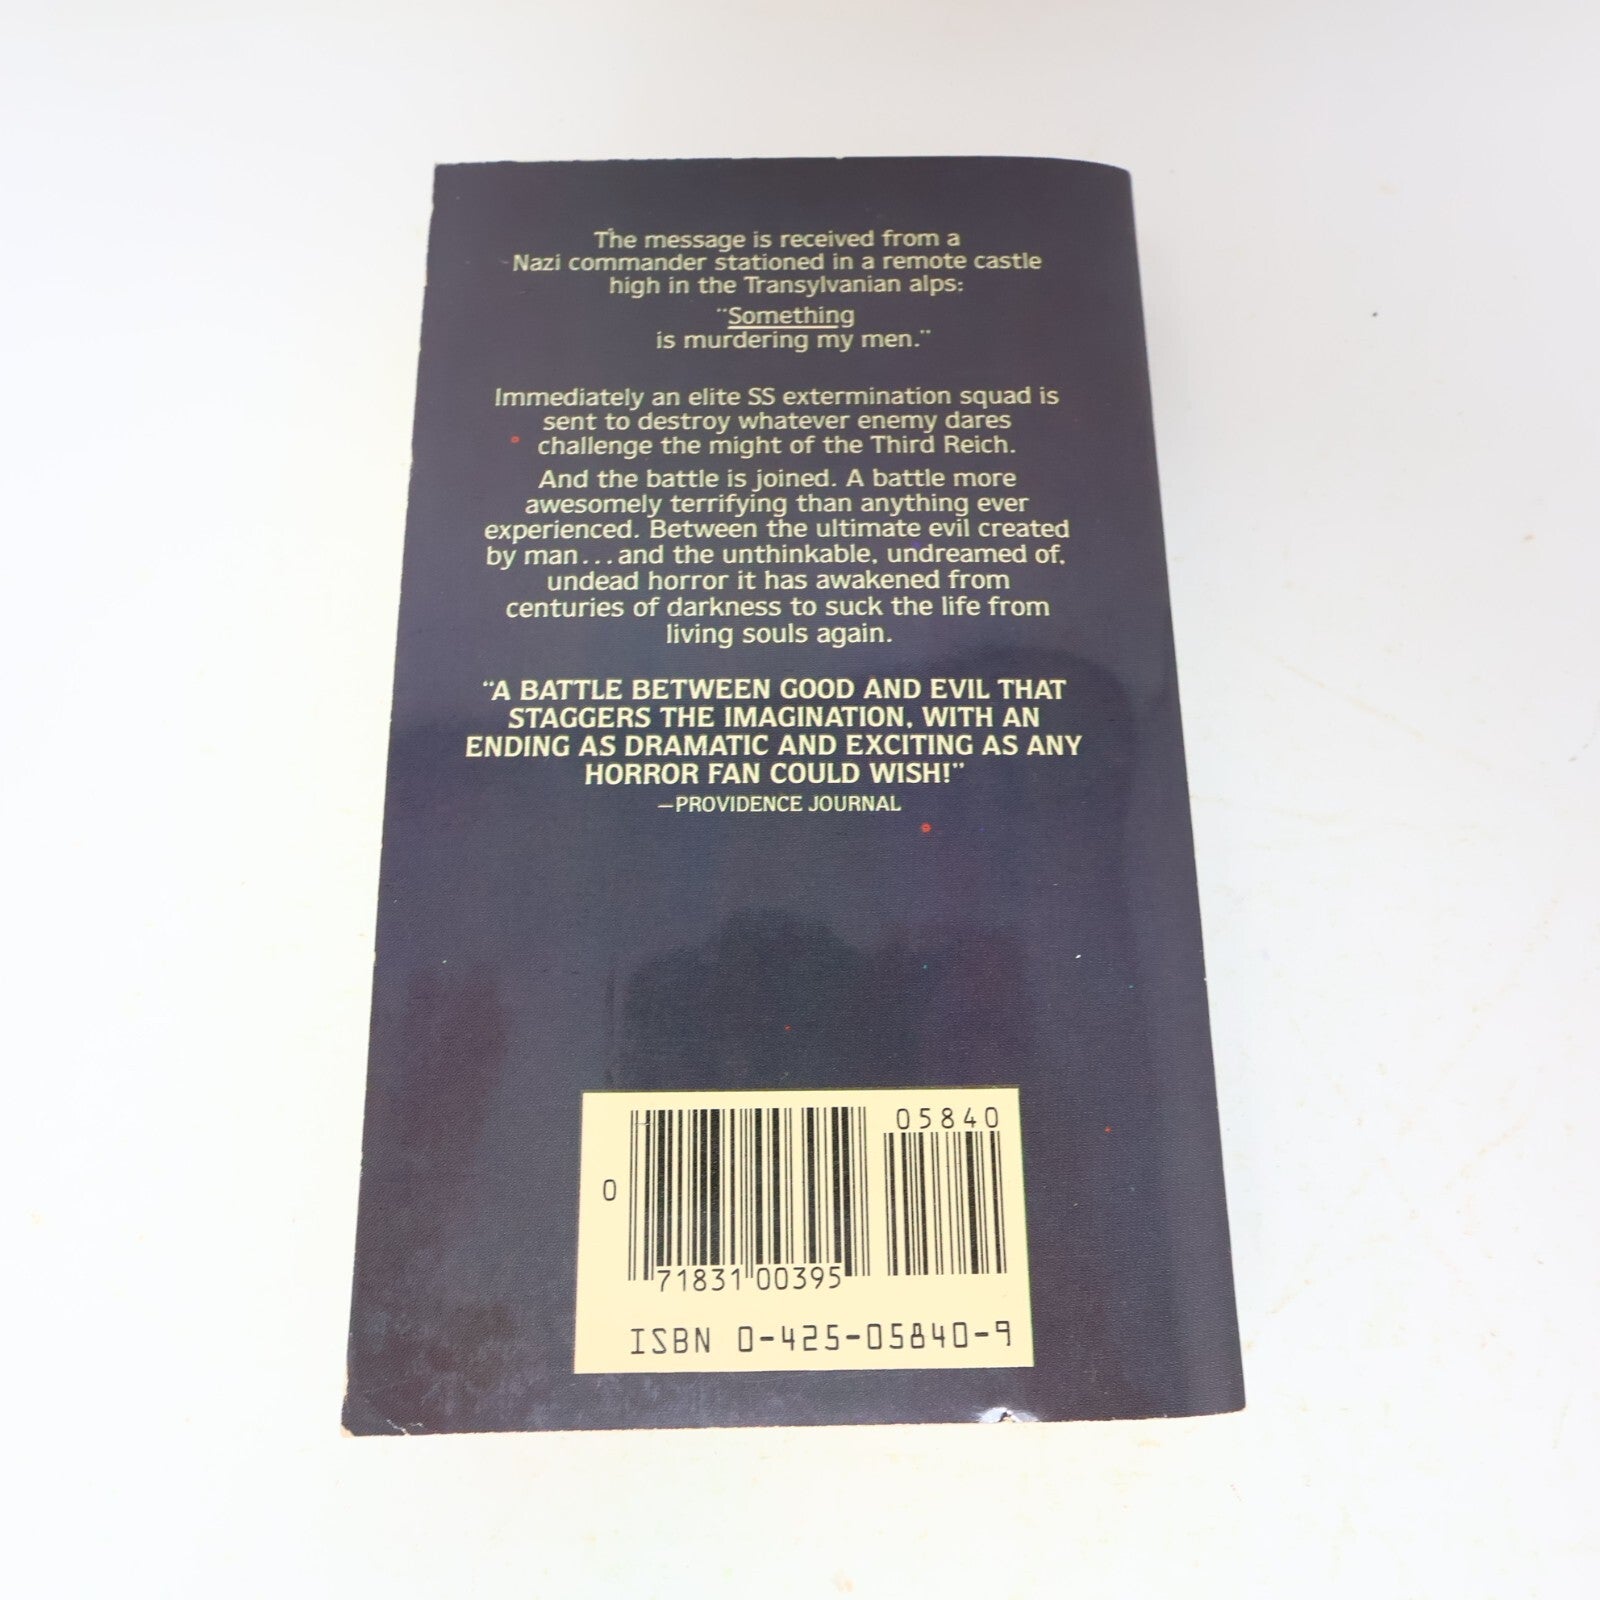 The message is received from a
Nazi commander stationed in a remote castle
high in the Transylvanian alps:
"Something
is murdering my men."
Immediately an elite SS extermination squad is
sent to destroy whatever enemy dares
challenge the might of the Third Reich.
And the battle is joined. A battle more
awesomely terrifying than anything ever
experienced. Between the ultimate evil created
by man...and the unthinkable, undreamed of,
undead horror it has awakened from
centuries of darkness to suck the life from
living souls again.
"A BATTLE BETWEEN GOOD AND EVIL THAT
STAGGERS THE IMAGINATION, WITH AN
ENDING AS DRAMATIC AND EXCITING AS ANY
HORROR FAN COULD WISH!"
—PROVIDENCE JOURNAL
05840
0
71831 00395
ISBN 0-425-05840-9